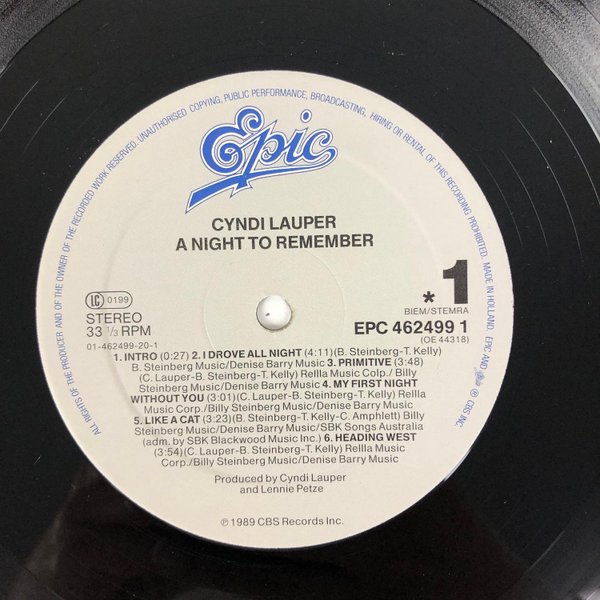 ALL RIGHTS OF THE PRODUCER AND OF THE OWNER OF THE RECORDED WORK RESERVED. UNAUTHORISED COPYING, PUBLIC PERFORMANCE, BROADCASTING, HIRING OR RENTAL OF THIS RECORDING PROHIBITED. MADE IN HOLLAND. EPIC AND Epic ® CBS INC
Epic
CYNDI LAUPER
A NIGHT TO REMEMBER
LC 0199
STEREO
33 1/3 RPM
01-462499-20-1
*1
BIEM/STEMRA
EPC 462499 1
(OE 44318)
1. INTRO (0:27) 2. I DROVE ALL NIGHT (4:11)(B. Steinberg-T. Kelly)
B. Steinberg Music/Denise Barry Music 3. PRIMITIVE (3:48)
(C. Lauper-B. Steinberg-T. Kelly) Rellla Music Corp./ Billy
Steinberg Music/Denise Barry Music 4. MY FIRST NIGHT
WITHOUT YOU (3:01)(C. Lauper-B. Steinberg-T. Kelly) Rellla
Music Corp./Billy Steinberg Music/Denise Barry Music
5. LIKE A CAT (3:23)(B. Steinberg-T. Kelly-C. Amphlett) Billy
Steinberg Music/Denise Barry Music/SBK Songs Australia
(adm. by SBK Blackwood Music Inc.) 6. HEADING WEST
(3:54)(C. Lauper-B. Steinberg-T. Kelly) Rellla Music
Corp./Billy Steinberg Music/Denise Barry Music
Produced by Cyndi Lauper
and Lennie Petze
℗ 1989 CBS Records Inc.